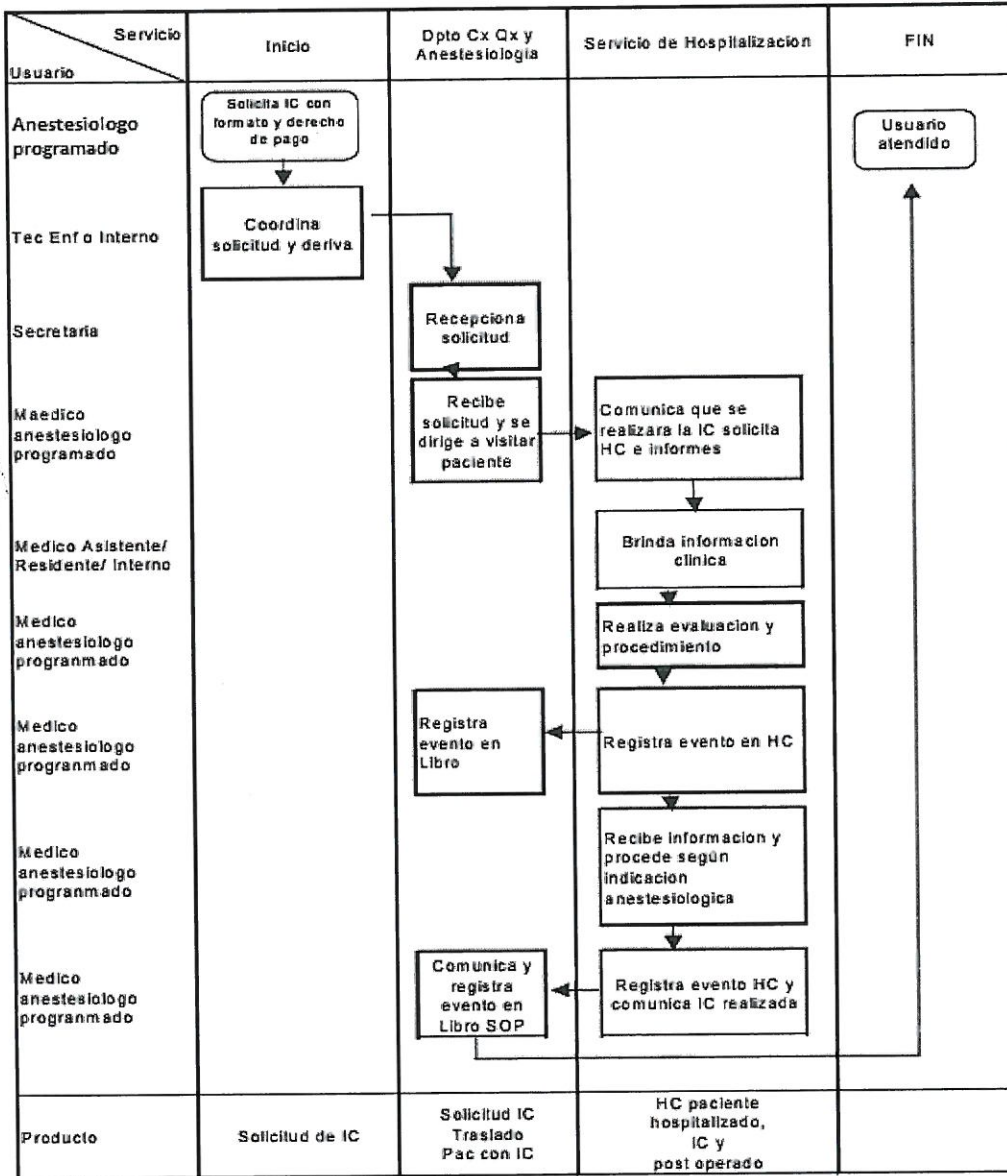 Servicio
Usuario
Inicio
Dpto Cx Qx y
Anestesiologia
Servicio de Hospitalizacion
FIN
Anestesiologo
programado
Solicita IC con
formato y derecho
de pago
Usuario
atendido
Tec Enf o Interno
Coordina
solicitud y deriva
Secretaria
Recepciona
solicitud
Maedico
anestesiologo
programado
Recibe
solicitud y se
dirige a visitar
paciente
Comunica que se
realizara la IC solicita
HC e informes
Medico Asistente/
Residente/ Interno
Brinda informacion
clinica
Medico
anestesiologo
progranmado
Realiza evaluacion y
procedimiento
Medico
anestesiologo
progranmado
Registra
evento en
Libro
Registra evento en HC
Medico
anestesiologo
progranmado
Recibe informacion y
procede según
indicacion
anestesiologica
Medico
anestesiologo
progranmado
Comunica y
registra
evento en
Libro SOP
Registra evento HC y
comunica IC realizada
Producto
Solicitud de IC
Solicitud IC
Traslado
Pac con IC
HC paciente
hospitalizado,
IC y
post operado